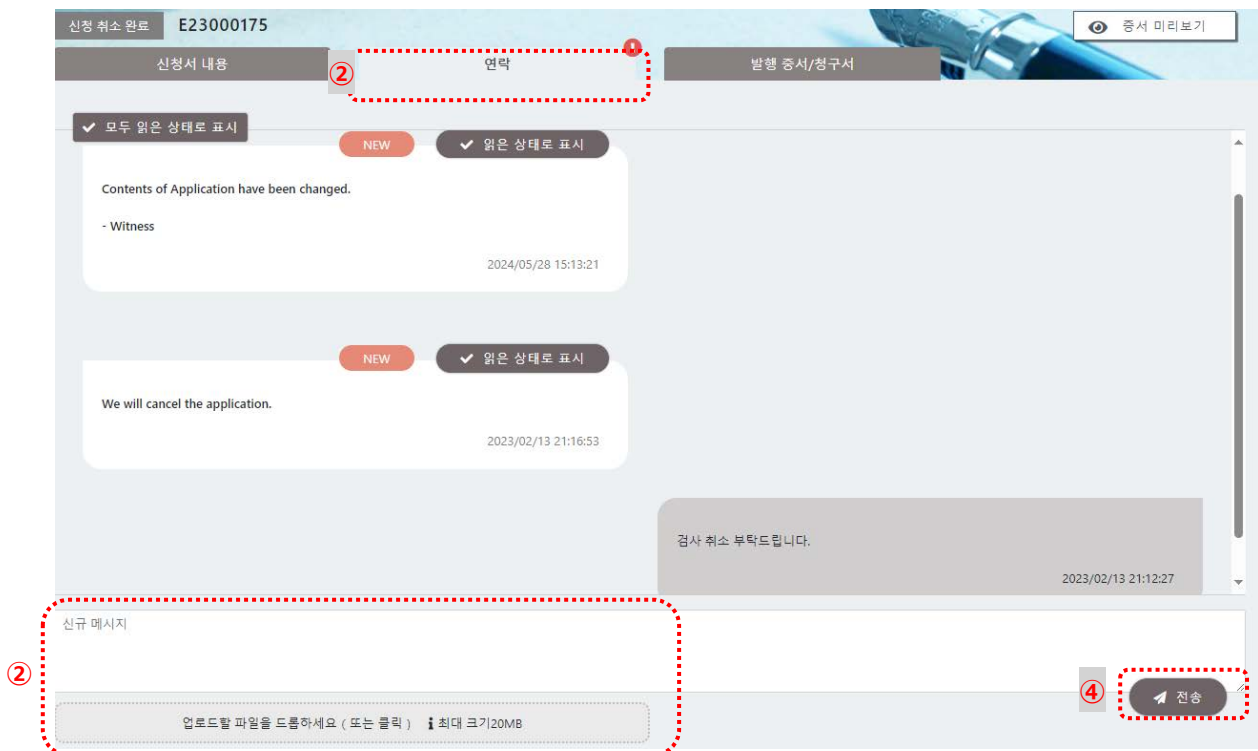 신청 취소 완료 E23000175
증서 미리보기
신청서 내용
②
연락
!
발행 증서/청구서
모두 읽은 상태로 표시
NEW
읽은 상태로 표시
Contents of Application have been changed.
- Witness
2024/05/28 15:13:21
NEW
읽은 상태로 표시
We will cancel the application.
2023/02/13 21:16:53
검사 취소 부탁드립니다.
2023/02/13 21:12:27
신규 메시지
②
④
전송
업로드할 파일을 드롭하세요 ( 또는 클릭 ) i 최대 크기20MB